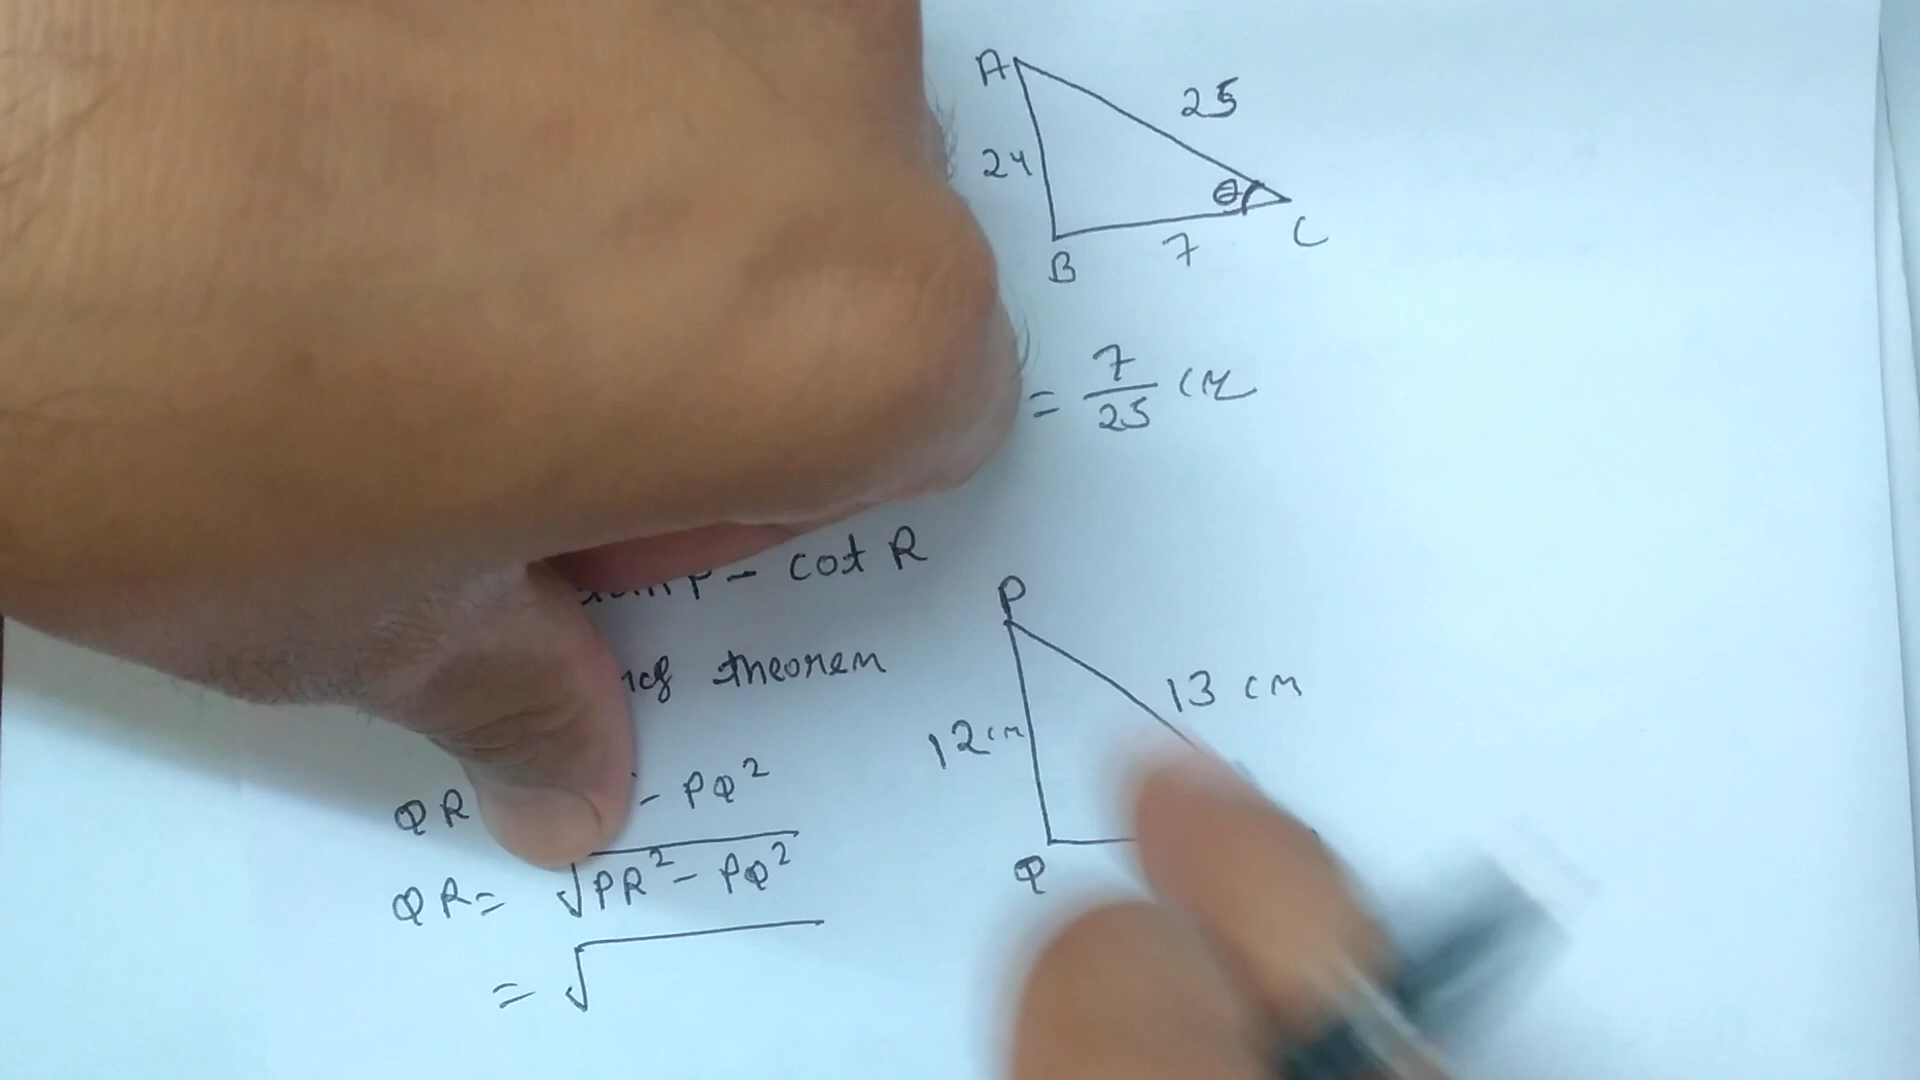 A
25
24
θ
B
7
C
= 7/25 cm
P - cot R
P
theorem
13 cm
12 cm
QR - PQ²
QR = √PR² - PQ²
Q
= √